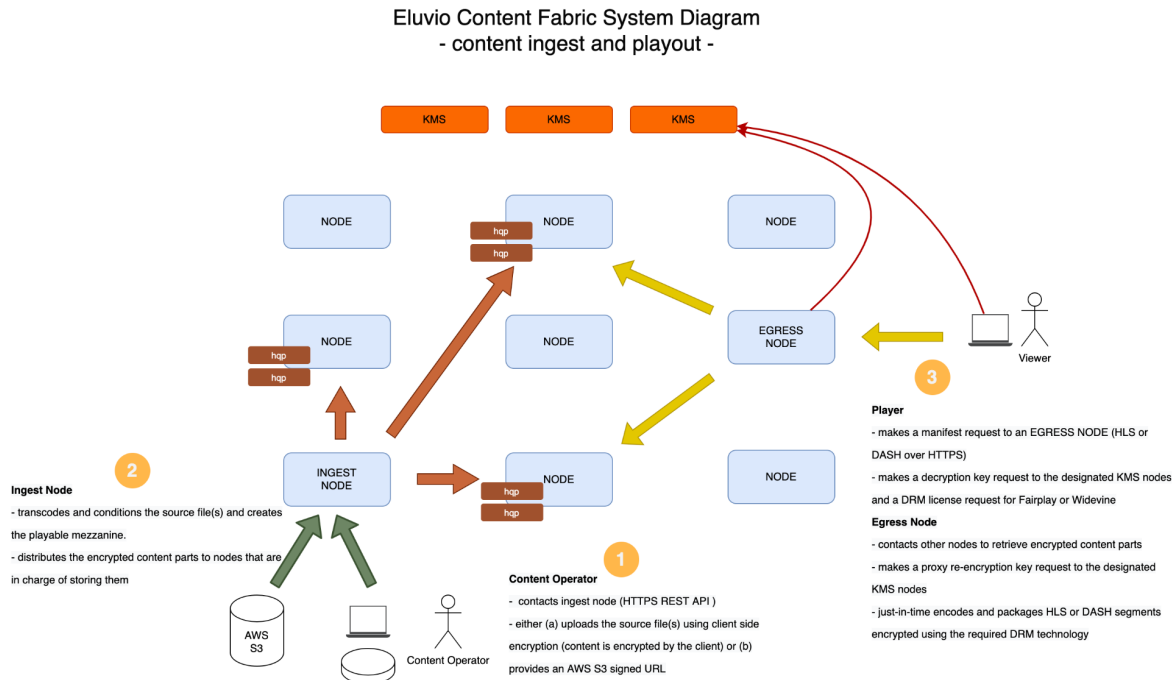 Eluvio Content Fabric System Diagram
- content ingest and playout -
KMS
KMS
KMS
NODE
NODE
NODE
hqp
hqp
NODE
NODE
EGRESS
NODE
hqp
hqp
Viewer
3
Player
- makes a manifest request to an EGRESS NODE (HLS or
DASH over HTTPS)
- makes a decryption key request to the designated KMS nodes
and a DRM license request for Fairplay or Widevine
Egress Node
- contacts other nodes to retrieve encrypted content parts
- makes a proxy re-encryption key request to the designated
KMS nodes
- just-in-time encodes and packages HLS or DASH segments
encrypted using the required DRM technology
INGEST
NODE
NODE
NODE
hqp
hqp
2
Ingest Node
- transcodes and conditions the source file(s) and creates
the playable mezzanine.
- distributes the encrypted content parts to nodes that are
in charge of storing them
AWS
S3
Content Operator
1
Content Operator
- contacts ingest node (HTTPS REST API )
- either (a) uploads the source file(s) using client side
enryption (content is encrypted by the client) or (b)
provides an AWS S3 signed URL